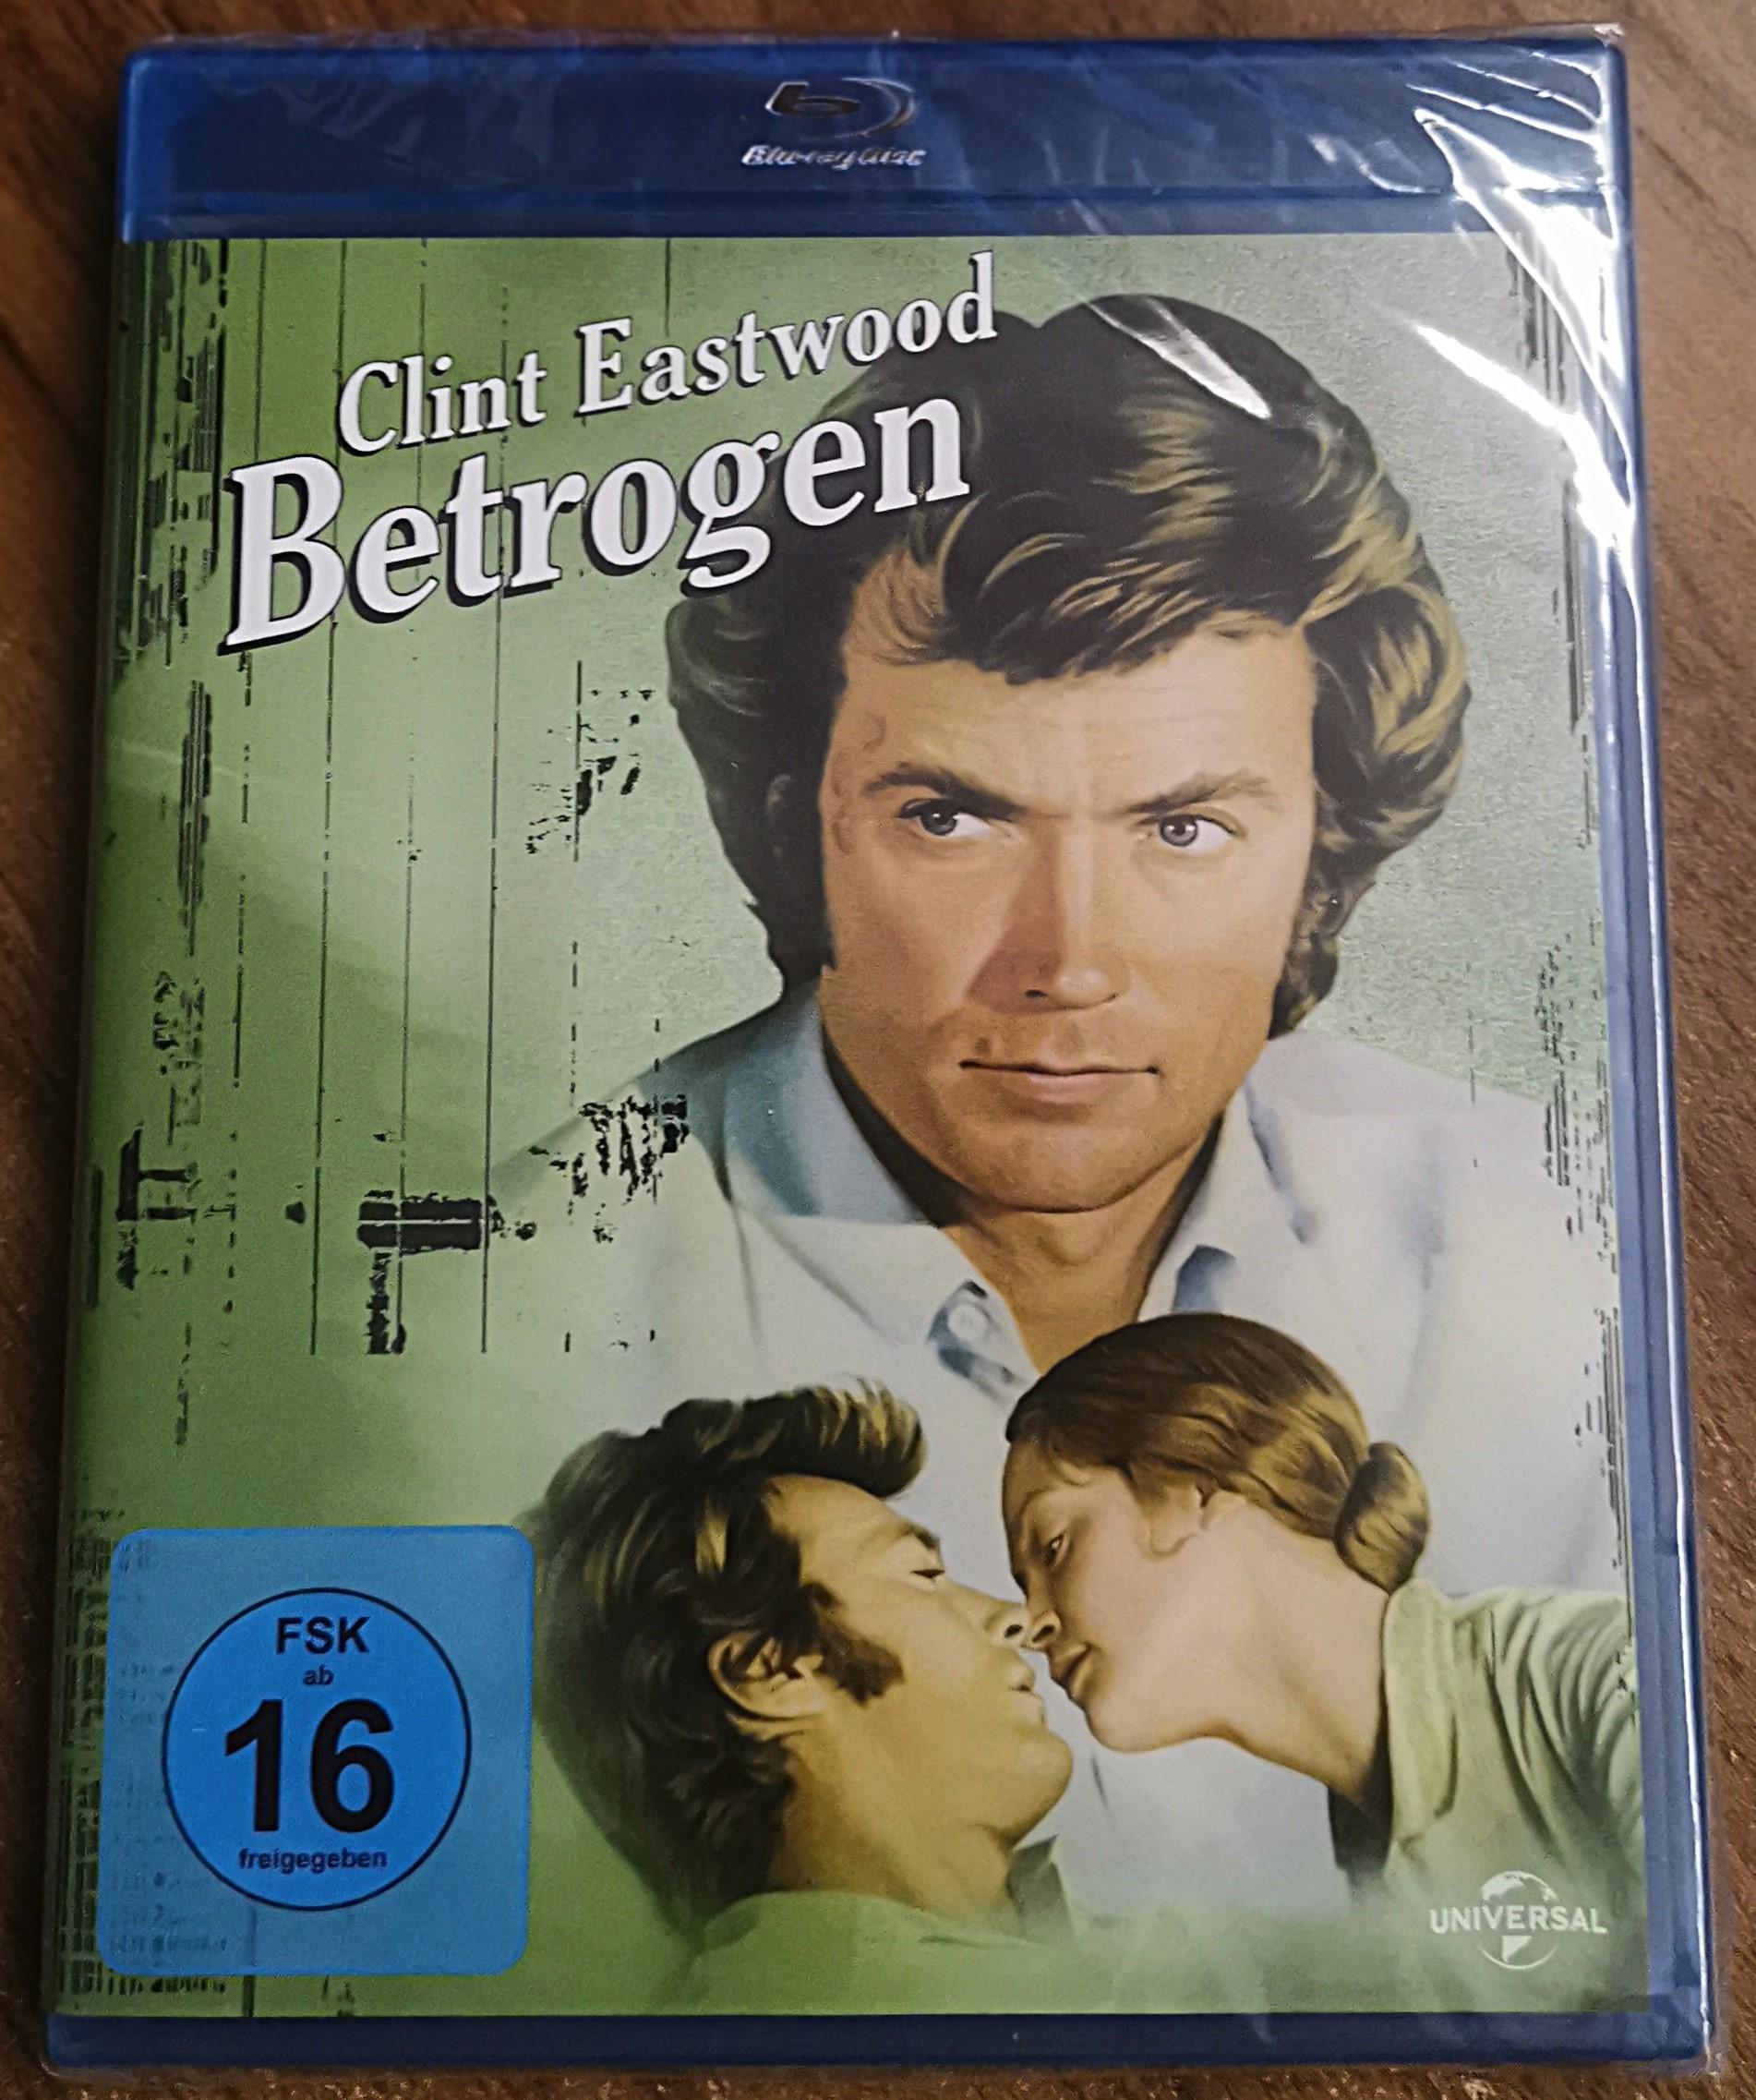 Blu-ray Disc
Clint Eastwood
Betrogen
FSK
ab
16
freigegeben
UNIVERSAL